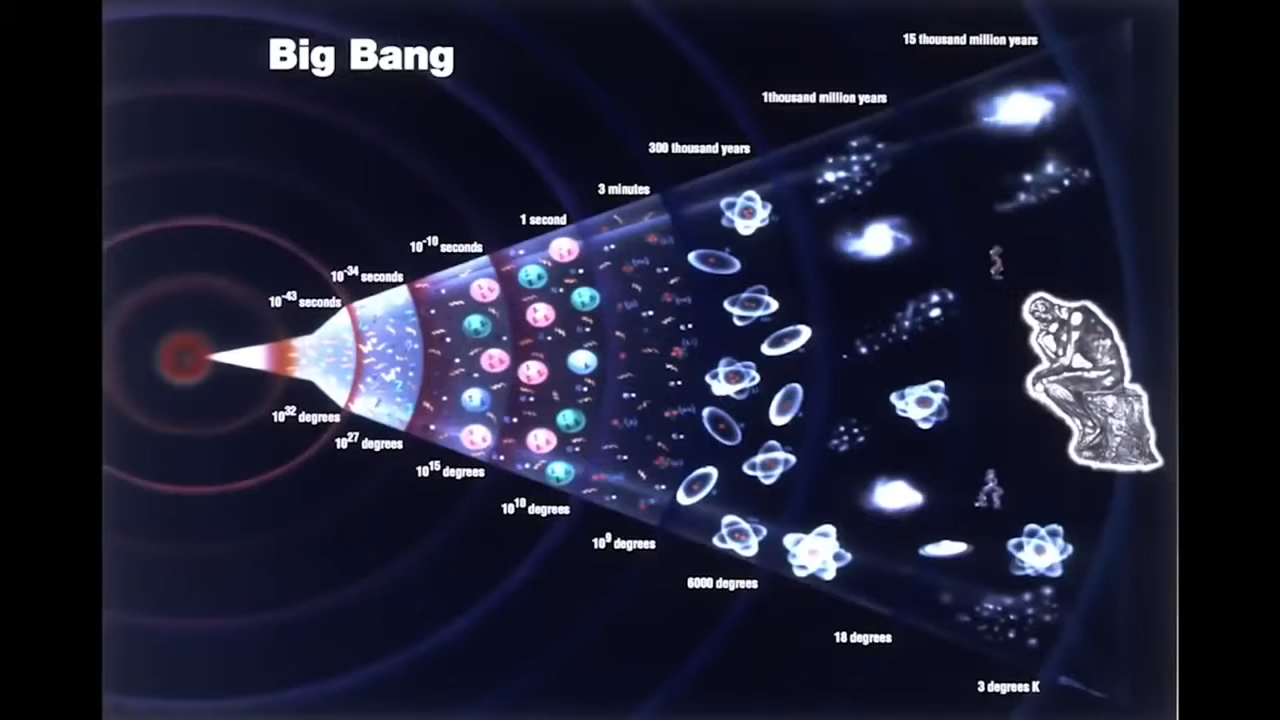 Big Bang
15 thousand million years
1thousand million years
300 thousand years
3 minutes
1 second
10⁻¹⁰ seconds
10⁻³⁴ seconds
10⁻⁴³ seconds
10³² degrees
10²⁷ degrees
10¹⁵ degrees
10¹⁰ degrees
10⁹ degrees
6000 degrees
18 degrees
3 degrees K